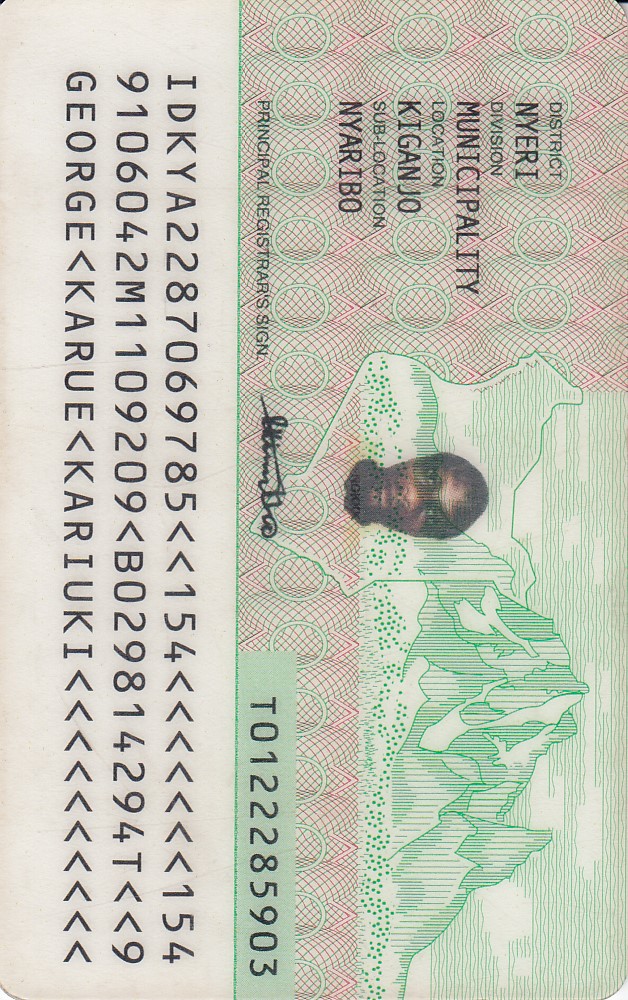 DISTRICT
NYERI
DIVISION
MUNICIPALITY
LOCATION
KIGANJO
SUB-LOCATION
NYARIBO
PRINCIPAL REGISTRAR'S SIGN.
T0122285903
IDKYA2287069785<<154<<<<<<<154
9106042M1109209<B029814294T<<9
GEORGE<KARUE<KARIUKI<<<<<<<<<<